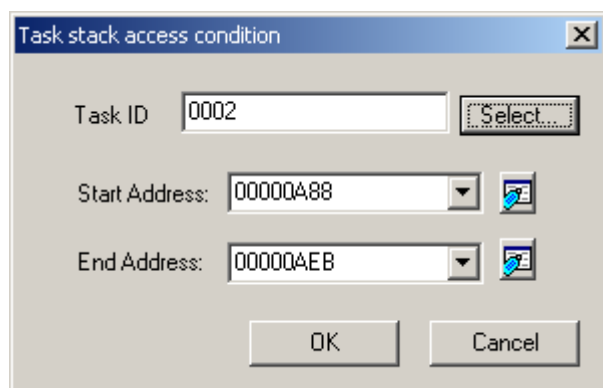 Task stack access condition
Task ID 0002 Select...
Start Address: 00000A88
End Address: 00000AEB
OK Cancel